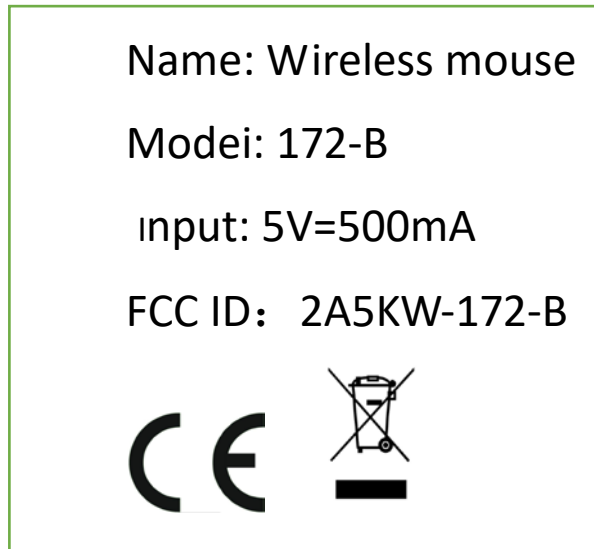 Name: Wireless mouse
Modei: 172-B
ınput: 5V=500mA
FCC ID： 2A5KW-172-B
CE